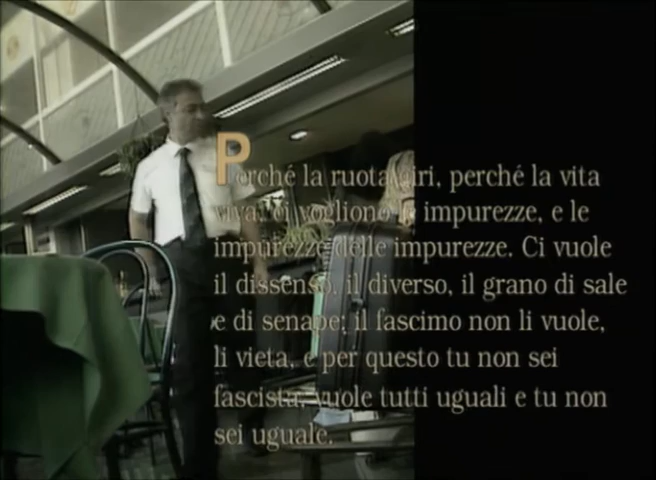 Perché la ruota giri, perché la vita
viva, ci vogliono le impurezze, e le
impurezze delle impurezze. Ci vuole
il dissenso, il diverso, il grano di sale
e di senape; il fascimo non li vuole,
li vieta, e per questo tu non sei
fascista; vuole tutti uguali e tu non
sei uguale.